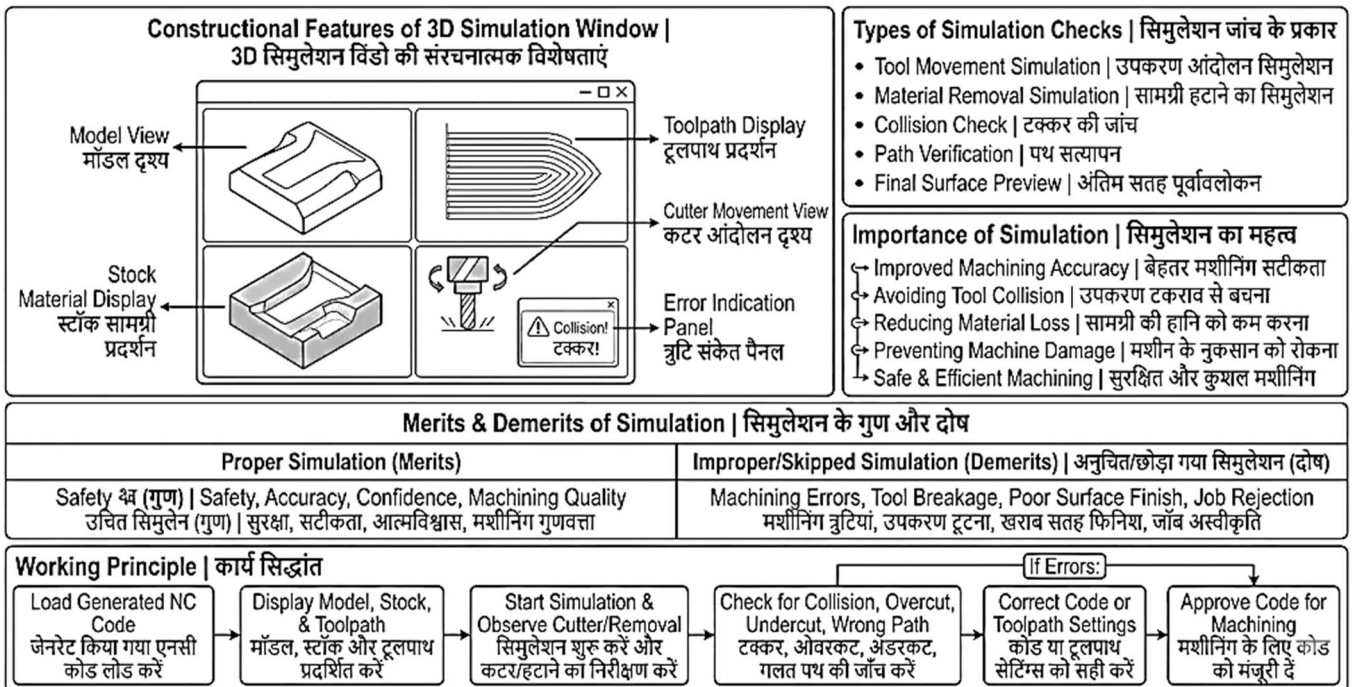 Constructional Features of 3D Simulation Window |
3D सिमुलेशन विंडो की संरचनात्मक विशेषताएं
Model View
मॉडल दृश्य
Stock
Material Display
स्टॉक सामग्री
प्रदर्शन
Toolpath Display
टूलपाथ प्रदर्शन
Cutter Movement View
कटर आंदोलन दृश्य
Error Indication
Panel
त्रुटि संकेत पैनल
Collision!
टक्कर!
Types of Simulation Checks | सिमुलेशन जांच के प्रकार
• Tool Movement Simulation | उपकरण आंदोलन सिमुलेशन
• Material Removal Simulation | सामग्री हटाने का सिमुलेशन
• Collision Check | टक्कर की जांच
• Path Verification | पथ सत्यापन
• Final Surface Preview | अंतिम सतह पूर्वावलोकन
Importance of Simulation | सिमुलेशन का महत्व
Improved Machining Accuracy | बेहतर मशीनिंग सटीकता
Avoiding Tool Collision | उपकरण टकराव से बचना
Reducing Material Loss | सामग्री की हानि को कम करना
Preventing Machine Damage | मशीन के नुकसान को रोकना
Safe & Efficient Machining | सुरक्षित और कुशल मशीनिंग
Merits & Demerits of Simulation | सिमुलेशन के गुण और दोष
Proper Simulation (Merits)
Improper/Skipped Simulation (Demerits) | अनुचित/छोड़ा गया सिमुलेशन (दोष)
Safety (गुण) | Safety, Accuracy, Confidence, Machining Quality
उचित सिमुलेन (गुण) | सुरक्षा, सटीकता, आत्मविश्वास, मशीनिंग गुणवत्ता
Machining Errors, Tool Breakage, Poor Surface Finish, Job Rejection
मशीनिंग त्रुटियां, उपकरण टूटना, खराब सतह फिनिश, जॉब अस्वीकृति
Working Principle | कार्य सिद्धांत
Load Generated NC
Code
जेनरेट किया गया एनसी
कोड लोड करें
Display Model, Stock,
& Toolpath
मॉडल, स्टॉक और टूलपाथ
प्रदर्शित करें
Start Simulation &
Observe Cutter/Removal
सिमुलेशन शुरू करें और
कटर/हटाने का निरीक्षण करें
Check for Collision, Overcut,
Undercut, Wrong Path
टक्कर, ओवरकट, अंडरकट,
गलत पथ की जाँच करें
If Errors:
Correct Code or
Toolpath Settings
कोड या टूलपाथ
सेटिंग्स को सही करें
Approve Code for
Machining
मशीनिंग के लिए कोड
को मंजूरी दें